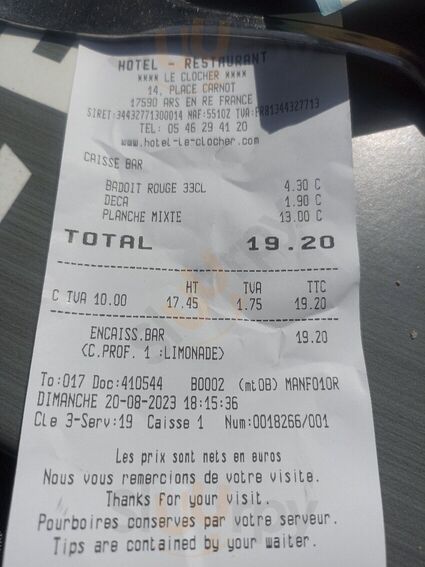 HOTEL - RESTAURANT
**** LE CLOCHER ****
14, PLACE CARNOT
17590 ARS EN RE FRANCE
SIRET:34432771300014 NAF:5510Z TVA:FR81344327713
TEL: 05 46 29 41 20
www.hotel-le-clocher.com
CAISSE BAR
BADOIT ROUGE 33CL 4.30 C
DECA 1.90 C
PLANCHE MIXTE 13.00 C
TOTAL 19.20
HT TVA TTC
C TVA 10.00 17.45 1.75 19.20
ENCAISS.BAR 19.20
(C.PROF. 1 :LIMONADE)
To:017 Doc:410544 B0002 (mtOB) MANFO1OR
DIMANCHE 20-08-2023 18:15:36
Cle 3-Serv:19 Caisse 1 Num:0018266/001
Les prix sont nets en euros
Nous vous remercions de votre visite.
Thanks for your visit.
Pourboires conserves par votre serveur.
Tips are contained by your waiter.